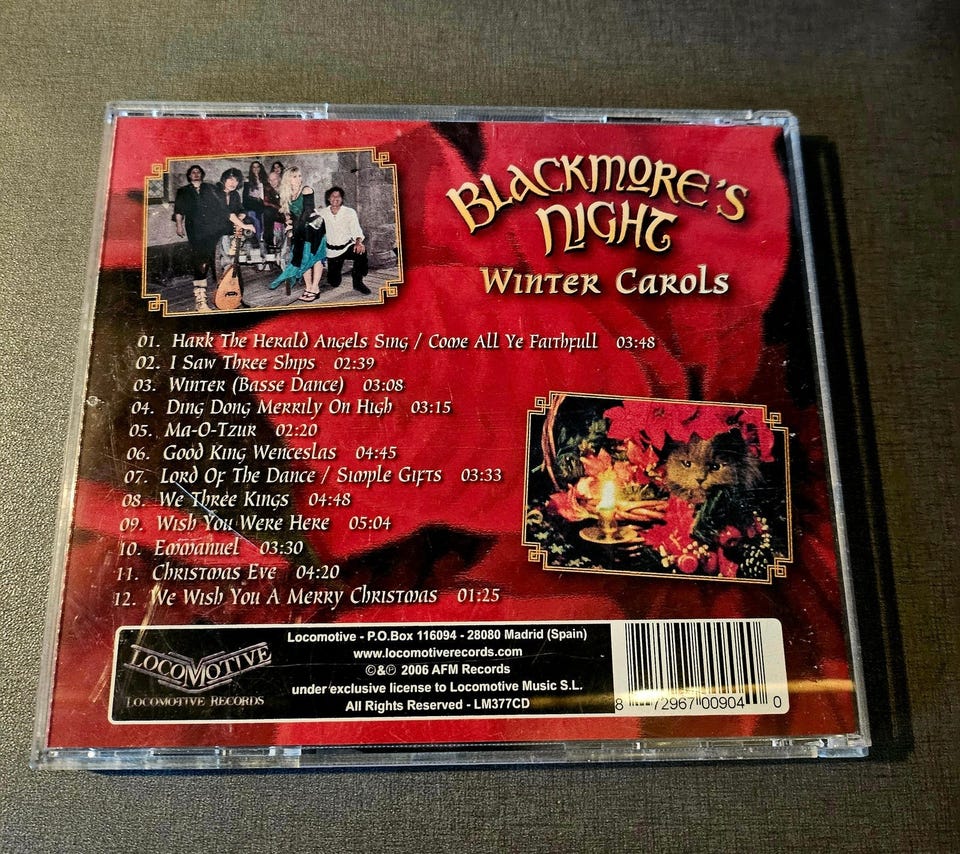 BLACKMORE'S
NIGHT
WINTER CAROLS
01. HARK THE HERALD ANGELS SING / COME ALL YE FAITHFULL 03:48
02. I SAW THREE SHIPS 02:39
03. WINTER (BASSE DANCE) 03:08
04. DING DONG MERRILY ON HIGH 03:15
05. MA-O-TZUR 02:20
06. GOOD KING WENCESLAS 04:45
07. LORD OF THE DANCE / SIMPLE GIFTS 03:33
08. WE THREE KINGS 04:48
09. WISH YOU WERE HERE 05:04
10. EMMANUEL 03:30
11. CHRISTMAS EVE 04:20
12. WE WISH YOU A MERRY CHRISTMAS 01:25
LOCOMOTIVE
LOCOMOTIVE RECORDS
Locomotive - P.O.Box 116094 - 28080 Madrid (Spain)
www.locomotiverecords.com
©&℗ 2006 AFM Records
under exclusive license to Locomotive Music S.L.
All Rights Reserved - LM377CD
8 72967 00904 0